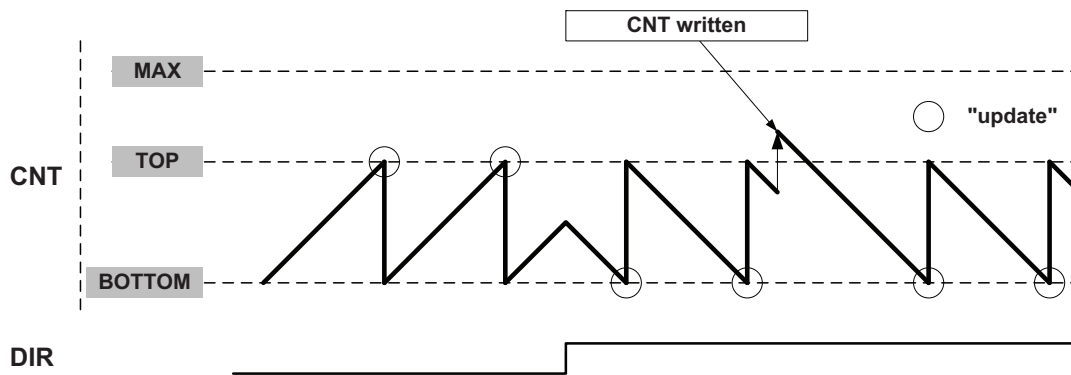 CNT written
MAX
"update"
TOP
CNT
BOTTOM
DIR